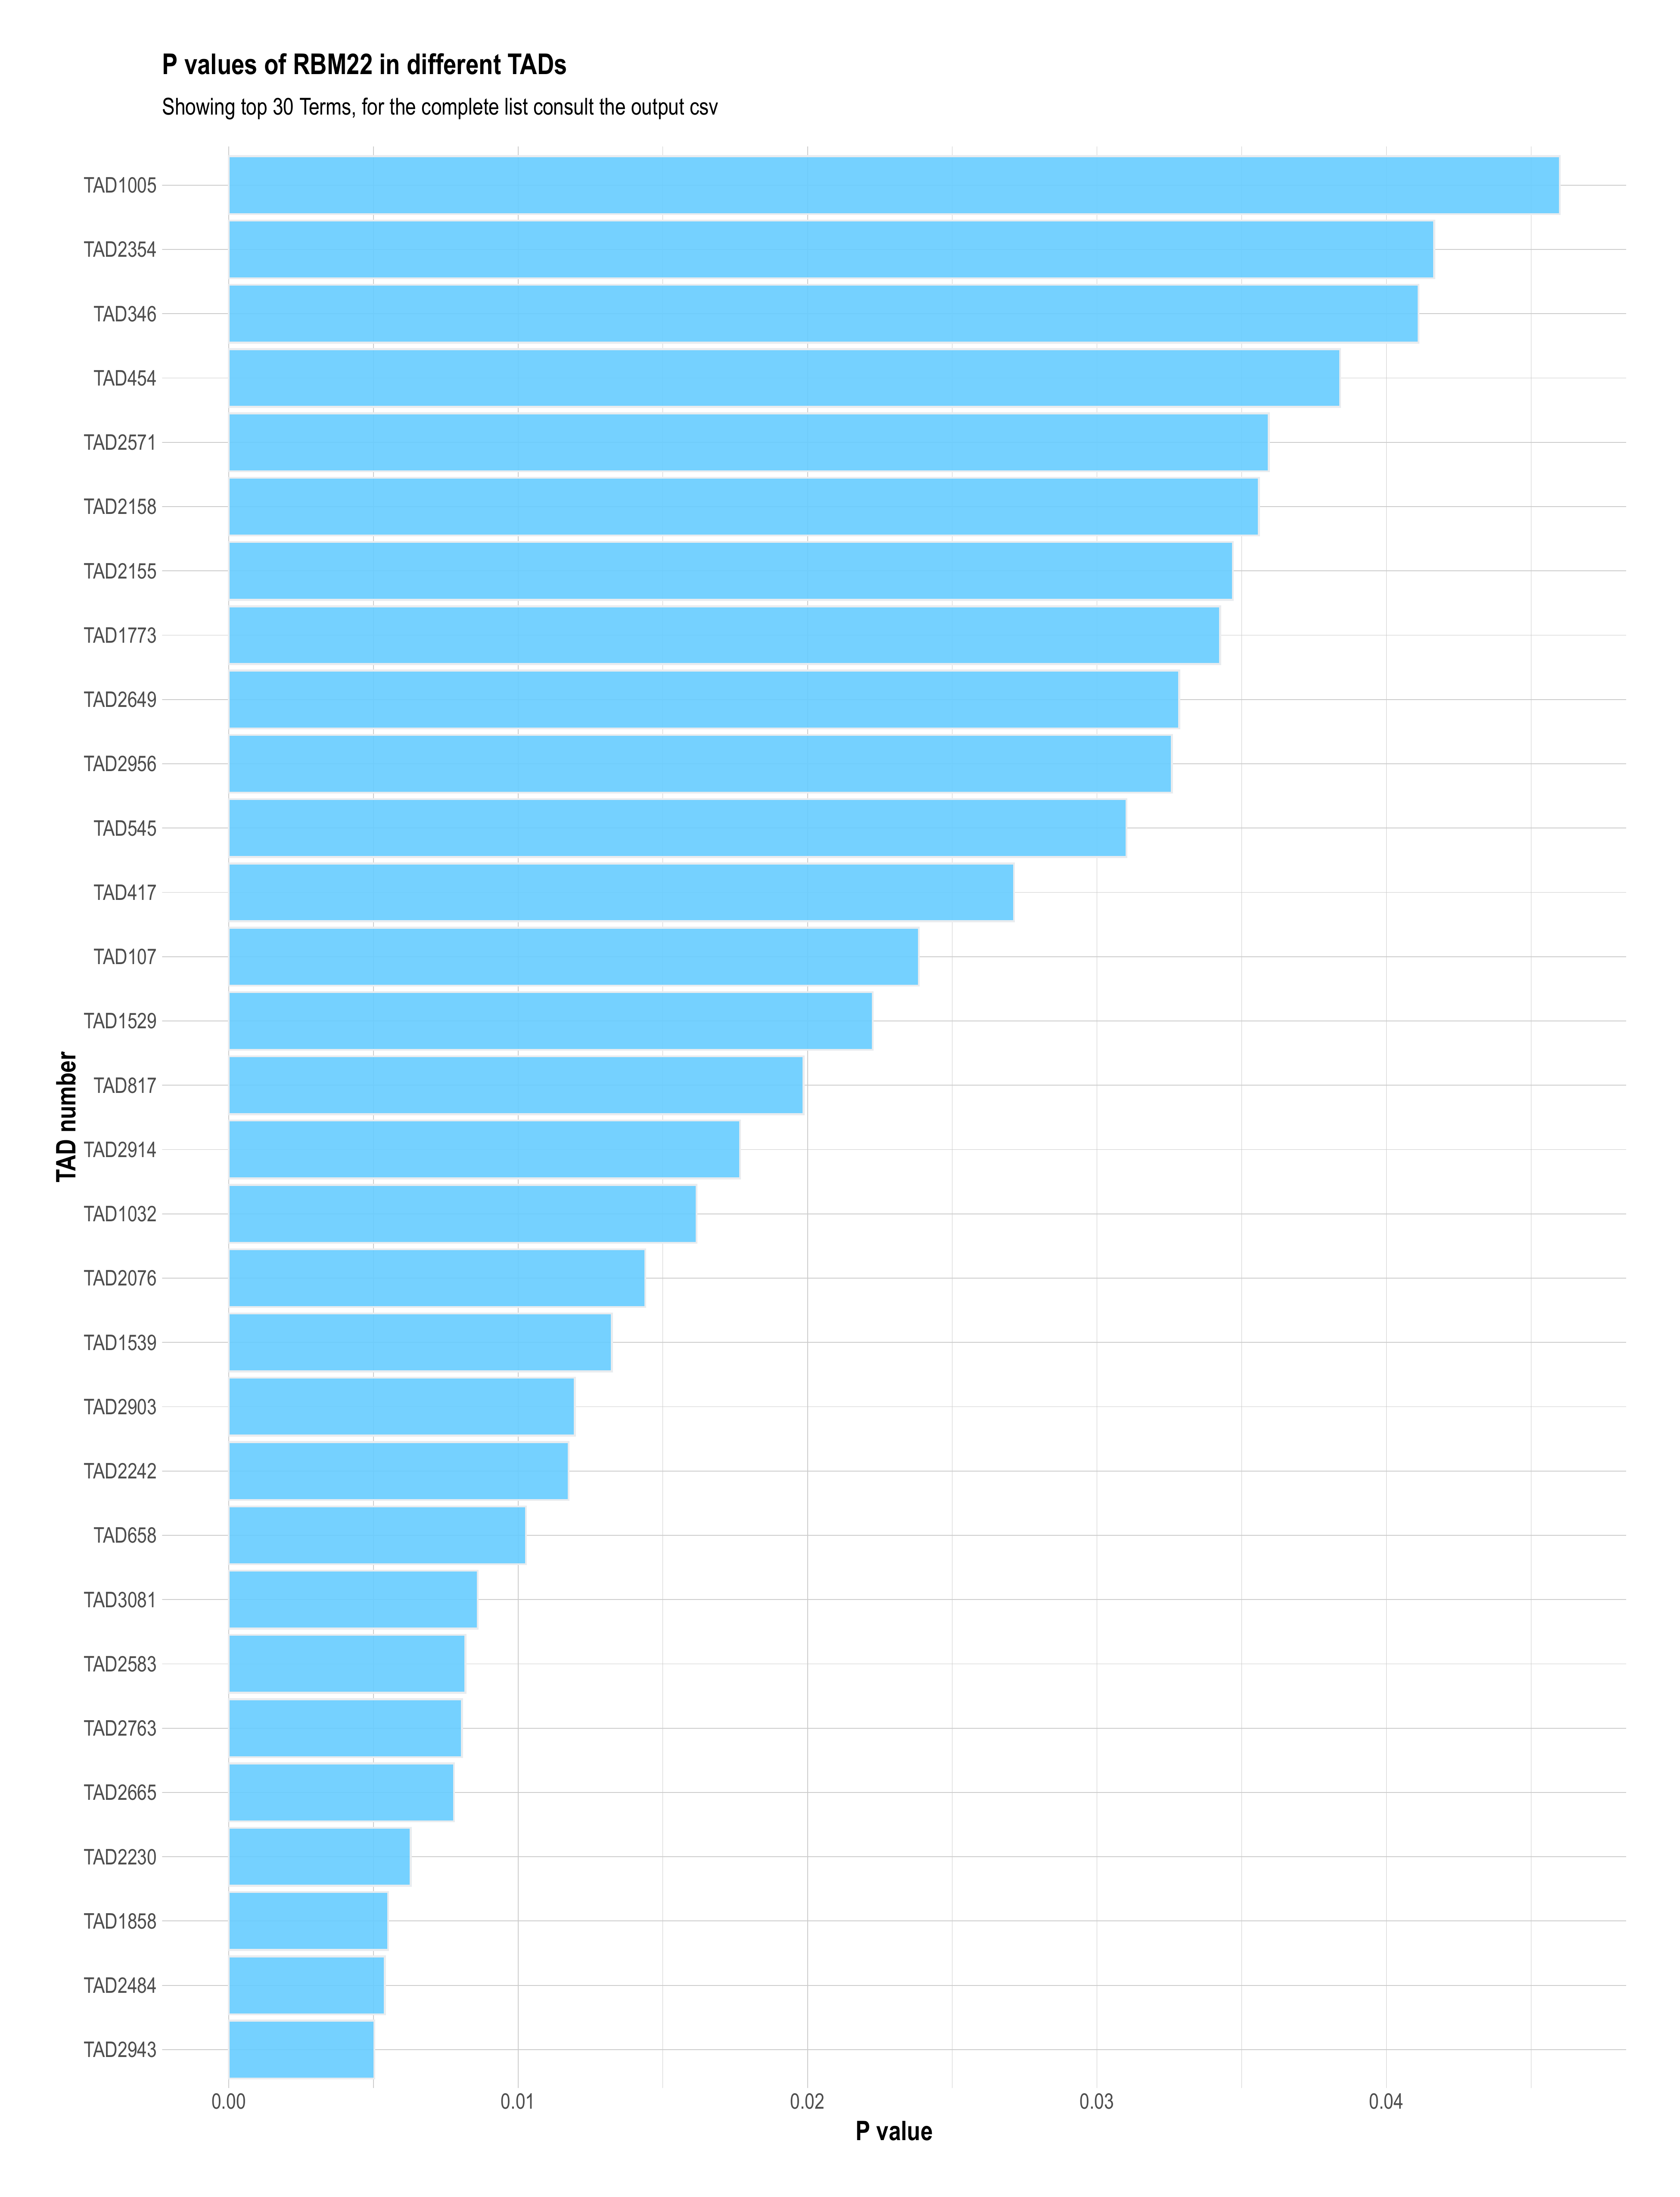 P values of RBM22 in different TADs
Showing top 30 Terms, for the complete list consult the output csv
TAD1005
TAD2354
TAD346
TAD454
TAD2571
TAD2158
TAD2155
TAD1773
TAD2649
TAD2956
TAD545
TAD417
TAD107
TAD1529
TAD817
TAD2914
TAD1032
TAD2076
TAD1539
TAD2903
TAD2242
TAD658
TAD3081
TAD2583
TAD2763
TAD2665
TAD2230
TAD1858
TAD2484
TAD2943
TAD number
0.00 0.01 0.02 0.03 0.04
P value